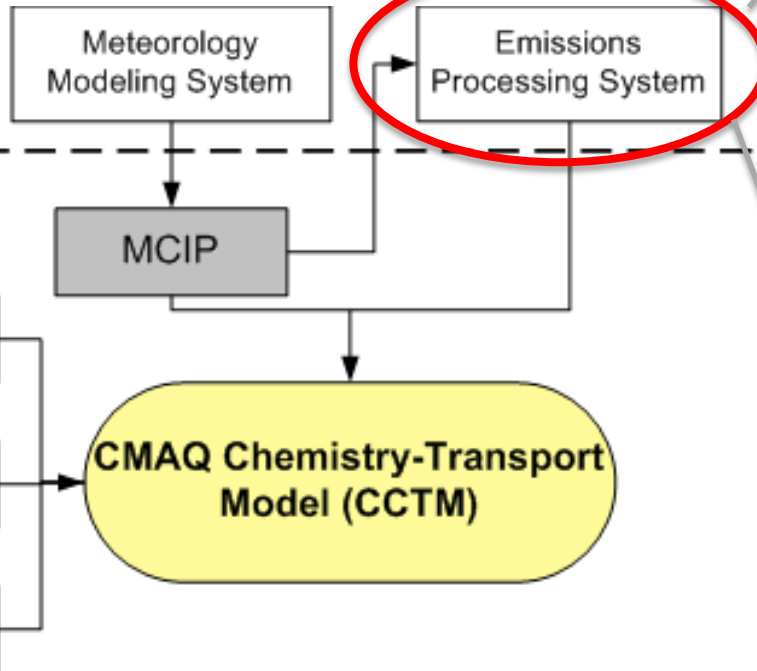 Meteorology
Modeling System
Emissions
Processing System
MCIP
CMAQ Chemistry-Transport
Model (CCTM)